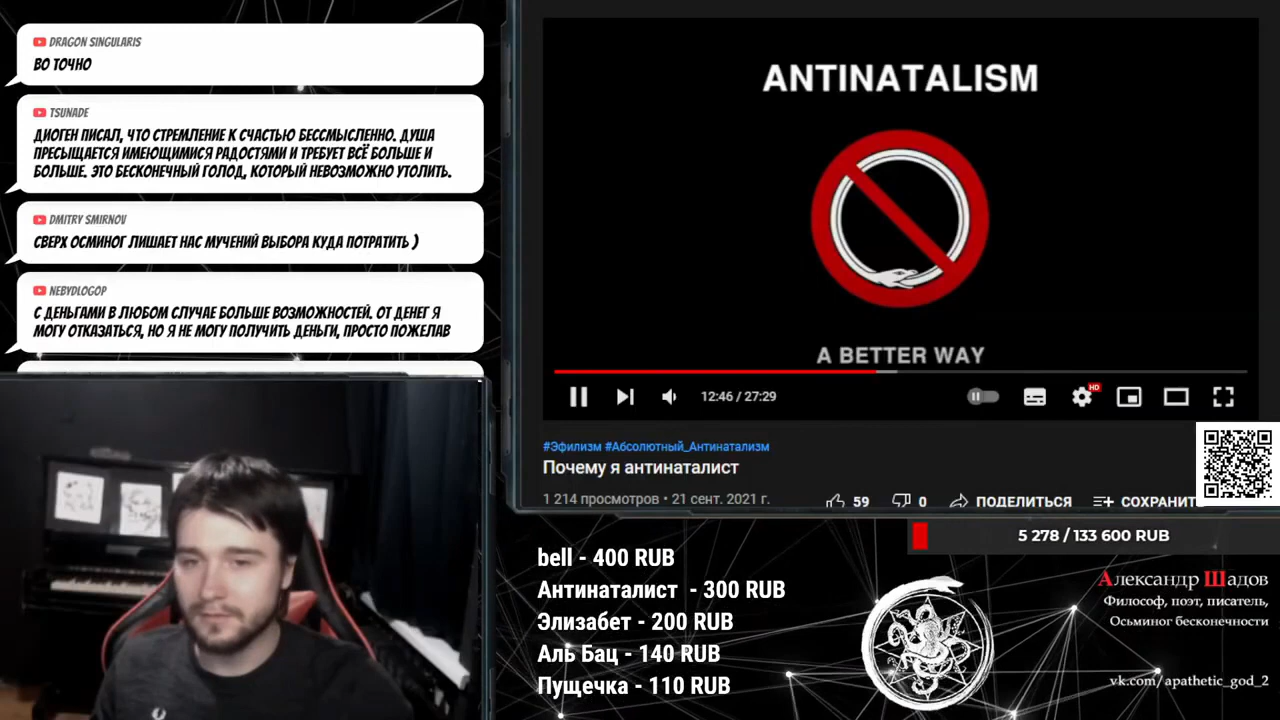 DRAGON SINGULARIS
ВО ТОЧНО
TSUNADE
ДИОГЕН ПИСАЛ, ЧТО СТРЕМЛЕНИЕ К СЧАСТЬЮ БЕССМЫСЛЕННО. ДУША
ПРЕСЫЩАЕТСЯ ИМЕЮЩИМИСЯ РАДОСТЯМИ И ТРЕБУЕТ ВСЁ БОЛЬШЕ И
БОЛЬШЕ. ЭТО БЕСКОНЕЧНЫЙ ГОЛОД, КОТОРЫЙ НЕВОЗМОЖНО УТОЛИТЬ.
DMITRY SMIRNOV
СВЕРХ ОСМИНОГ ЛИШАЕТ НАС МУЧЕНИЙ ВЫБОРА КУДА ПОТРАТИТЬ )
NEBYDLOGOP
С ДЕНЬГАМИ В ЛЮБОМ СЛУЧАЕ БОЛЬШЕ ВОЗМОЖНОСТЕЙ. ОТ ДЕНЕГ Я
МОГУ ОТКАЗАТЬСЯ, НО Я НЕ МОГУ ПОЛУЧИТЬ ДЕНЬГИ, ПРОСТО ПОЖЕЛАВ
ANTINATALISM
A BETTER WAY
12:46 / 27:29
HD
#Эфилизм #Абсолютный_Антинатализм
Почему я антинаталист
1 214 просмотров • 21 сент. 2021 г.
59
0
ПОДЕЛИТЬСЯ
СОХРАНИТЬ
5 278 / 133 600 RUB
bell - 400 RUB
Антинаталист - 300 RUB
Элизабет - 200 RUB
Аль Бац - 140 RUB
Пущечка - 110 RUB
Александр Шадов
Философ, поэт, писатель,
Осьминог бесконечности
vk.com/apathetic_god_2